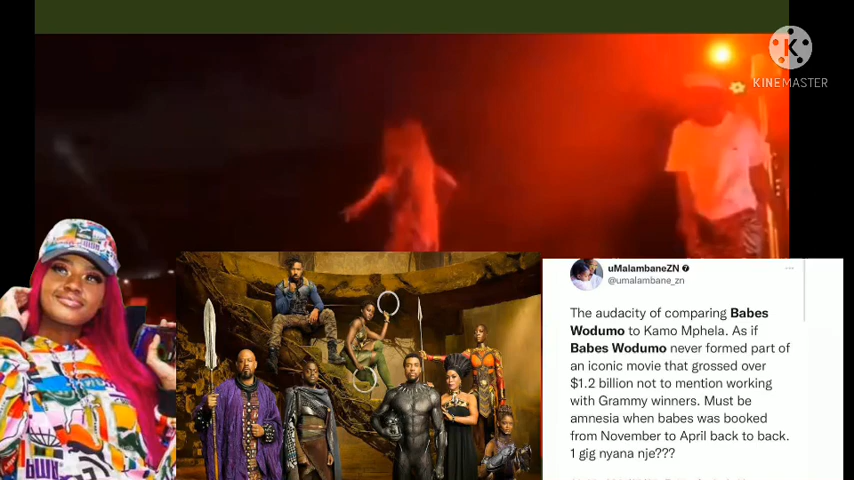 KINEMASTER
uMalambaneZN
@umalambane_zn
The audacity of comparing Babes
Wodumo to Kamo Mphela. As if
Babes Wodumo never formed part of
an iconic movie that grossed over
$1.2 billion not to mention working
with Grammy winners. Must be
amnesia when babes was booked
from November to April back to back.
1 gig nyana nje???